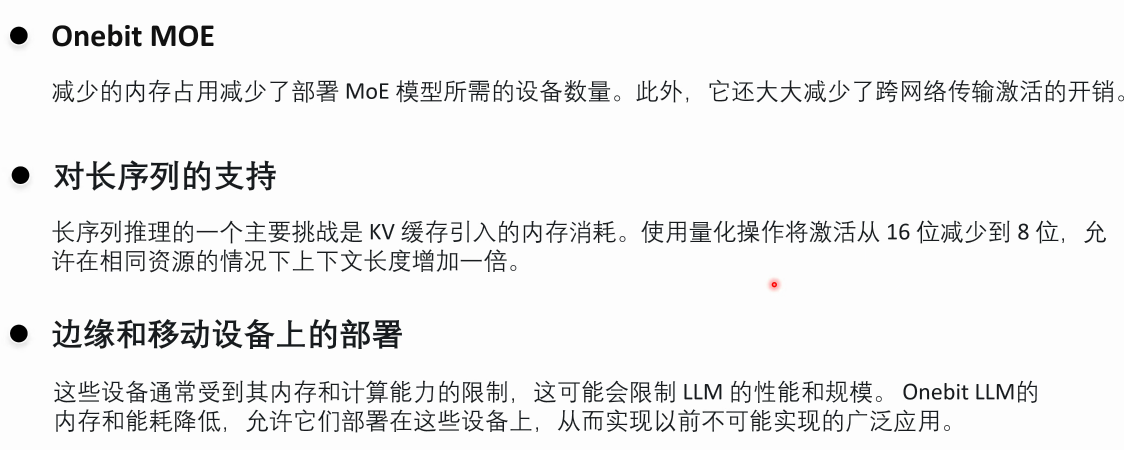 ● Onebit MOE
减少的内存占用减少了部署 MoE 模型所需的设备数量。此外，它还大大减少了跨网络传输激活的开销。
● 对长序列的支持
长序列推理的一个主要挑战是 KV 缓存引入的内存消耗。使用量化操作将激活从 16 位减少到 8 位，允
许在相同资源的情况下上下文长度增加一倍。
● 边缘和移动设备上的部署
这些设备通常受到其内存和计算能力的限制，这可能会限制 LLM 的性能和规模。 Onebit LLM的
内存和能耗降低，允许它们部署在这些设备上，从而实现以前不可能实现的广泛应用。